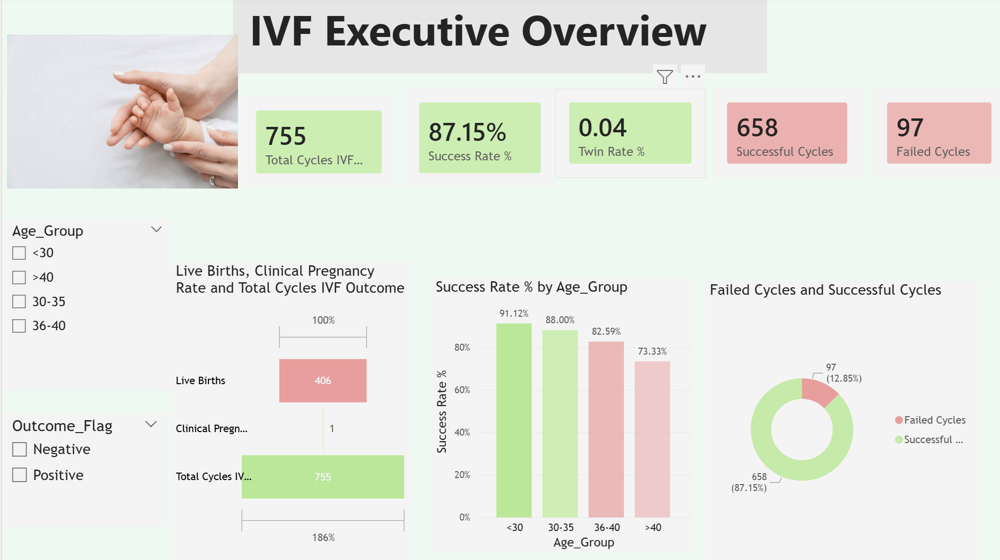 IVF Executive Overview
755
Total Cycles IVF...
87.15%
Success Rate %
0.04
Twin Rate %
658
Successful Cycles
97
Failed Cycles
Age_Group
<30
>40
30-35
36-40
Outcome_Flag
Negative
Positive
Live Births, Clinical Pregnancy
Rate and Total Cycles IVF Outcome
100%
Live Births
406
Clinical Pregn...
1
Total Cycles IV...
755
186%
Success Rate % by Age_Group
Success Rate %
80%
60%
40%
20%
0%
91.12%
88.00%
82.59%
73.33%
<30
30-35
36-40
>40
Age_Group
Failed Cycles and Successful Cycles
97
(12.85%)
658
(87.15%)
Failed Cycles
Successful ...